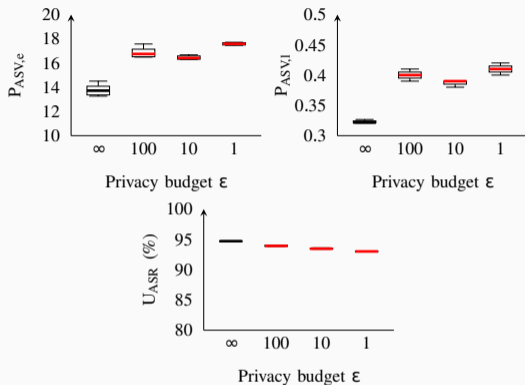 20
18
16
14
12
10
P_ASV,e
∞ 100 10 1
Privacy budget ε
0.5
0.45
0.4
0.35
0.3
P_ASV,l
∞ 100 10 1
Privacy budget ε
100
95
90
85
80
U_ASR (%)
∞ 100 10 1
Privacy budget ε